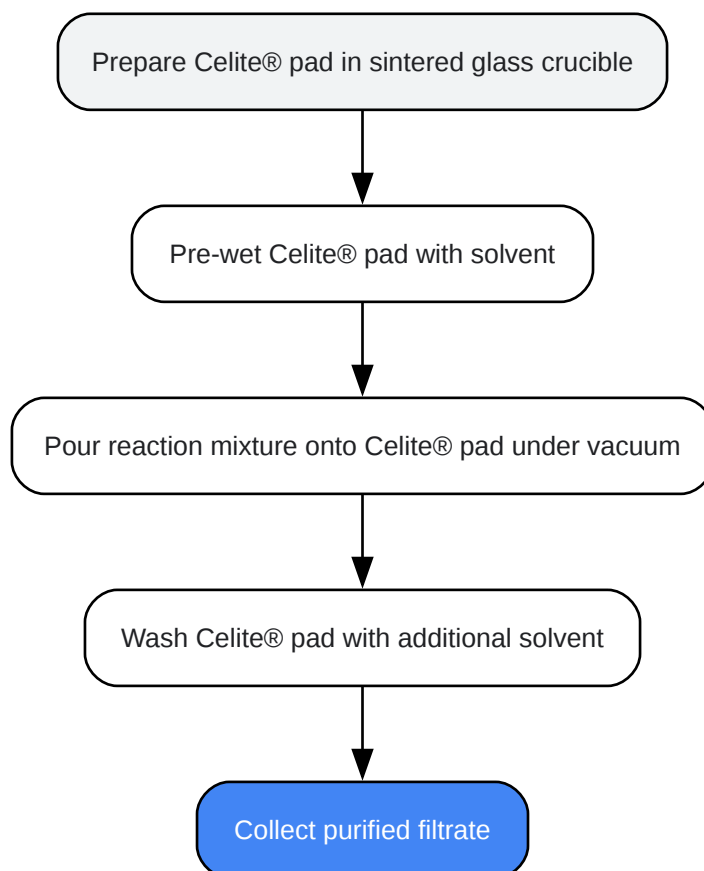 Prepare Celite® pad in sintered glass crucible
Pre-wet Celite® pad with solvent
Pour reaction mixture onto Celite® pad under vacuum
Wash Celite® pad with additional solvent
Collect purified filtrate